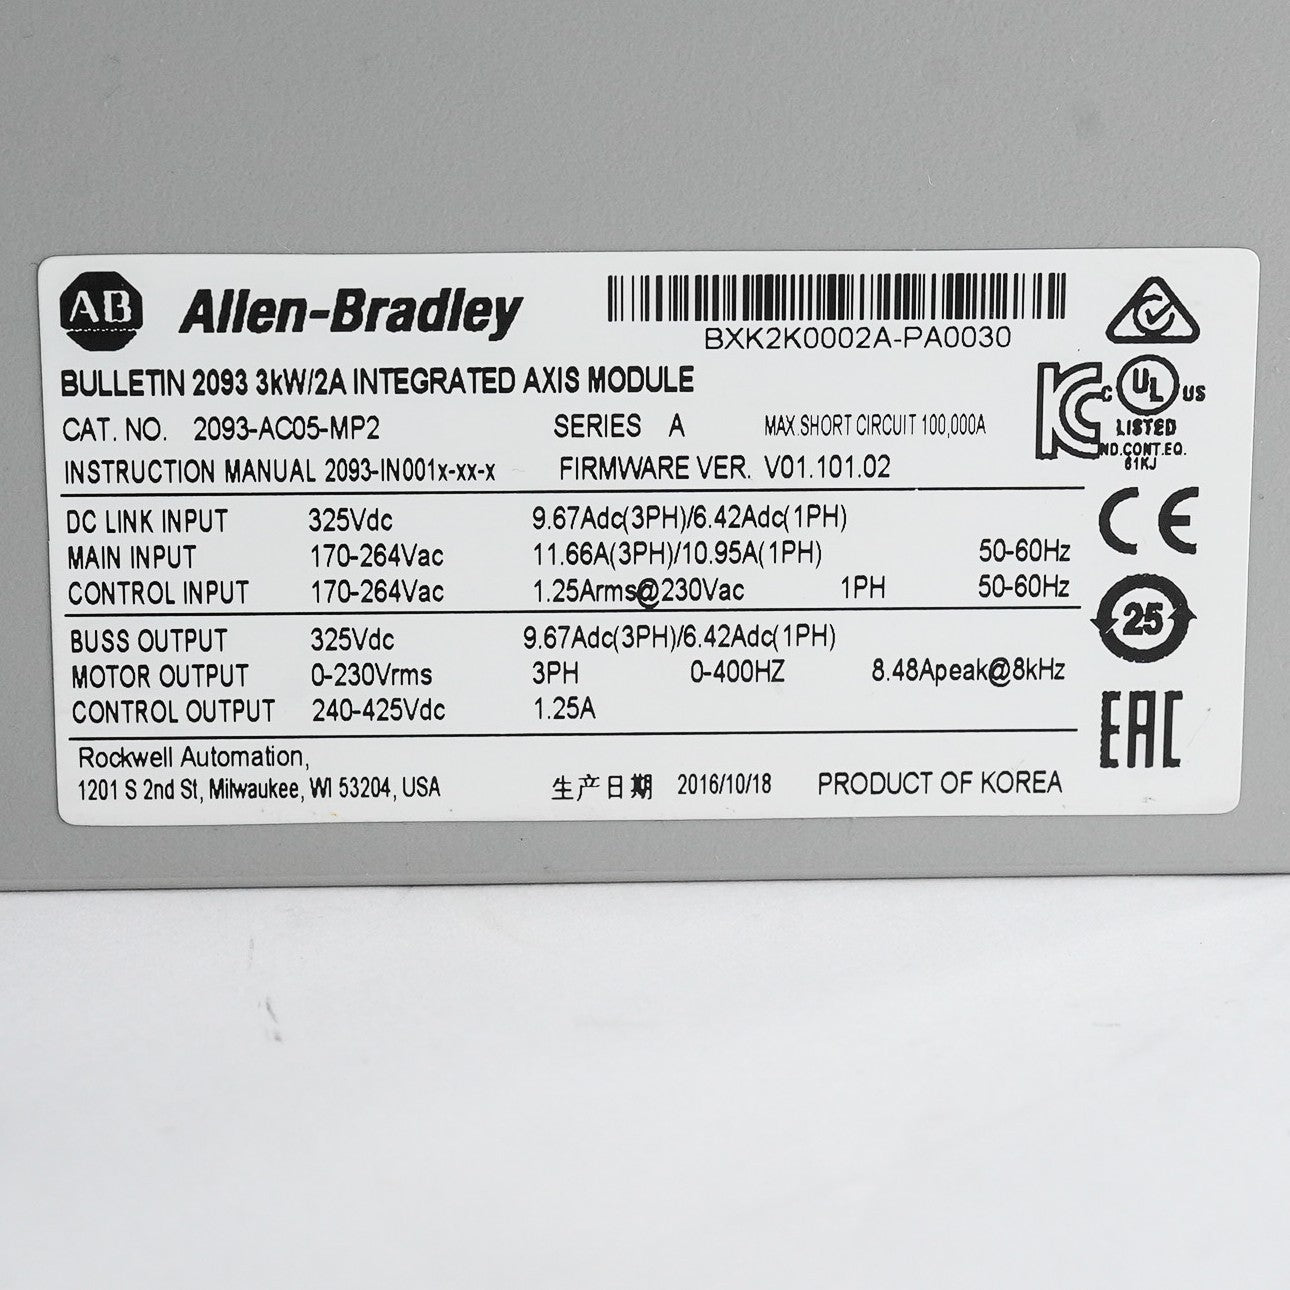 AB Allen-Bradley
BXK2K0002A-PA0030
BULLETIN 2093 3kW/2A INTEGRATED AXIS MODULE
CAT. NO. 2093-AC05-MP2 SERIES A MAX.SHORT CIRCUIT 100,000A
INSTRUCTION MANUAL 2093-IN001x-xx-x FIRMWARE VER. V01.101.02
C UL US
LISTED
IND.CONT.EQ.
61KJ
DC LINK INPUT 325Vdc 9.67Adc(3PH)/6.42Adc(1PH)
MAIN INPUT 170-264Vac 11.66A(3PH)/10.95A(1PH) 50-60Hz
CONTROL INPUT 170-264Vac 1.25Arms@230Vac 1PH 50-60Hz
CE
25
BUSS OUTPUT 325Vdc 9.67Adc(3PH)/6.42Adc(1PH)
MOTOR OUTPUT 0-230Vrms 3PH 0-400HZ 8.48Apeak@8kHz
CONTROL OUTPUT 240-425Vdc 1.25A
EAC
Rockwell Automation,
1201 S 2nd St, Milwaukee, WI 53204, USA 生产日期 2016/10/18 PRODUCT OF KOREA